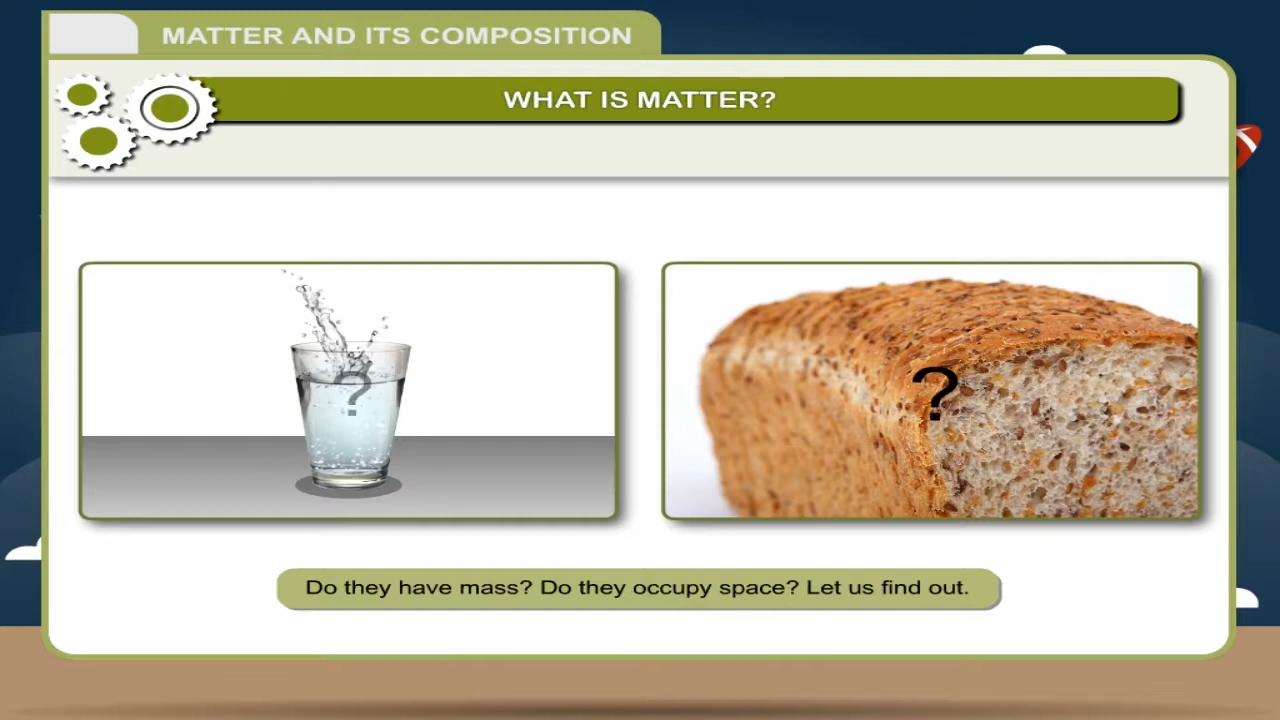 MATTER AND ITS COMPOSITION
WHAT IS MATTER?
?
?
Do they have mass? Do they occupy space? Let us find out.